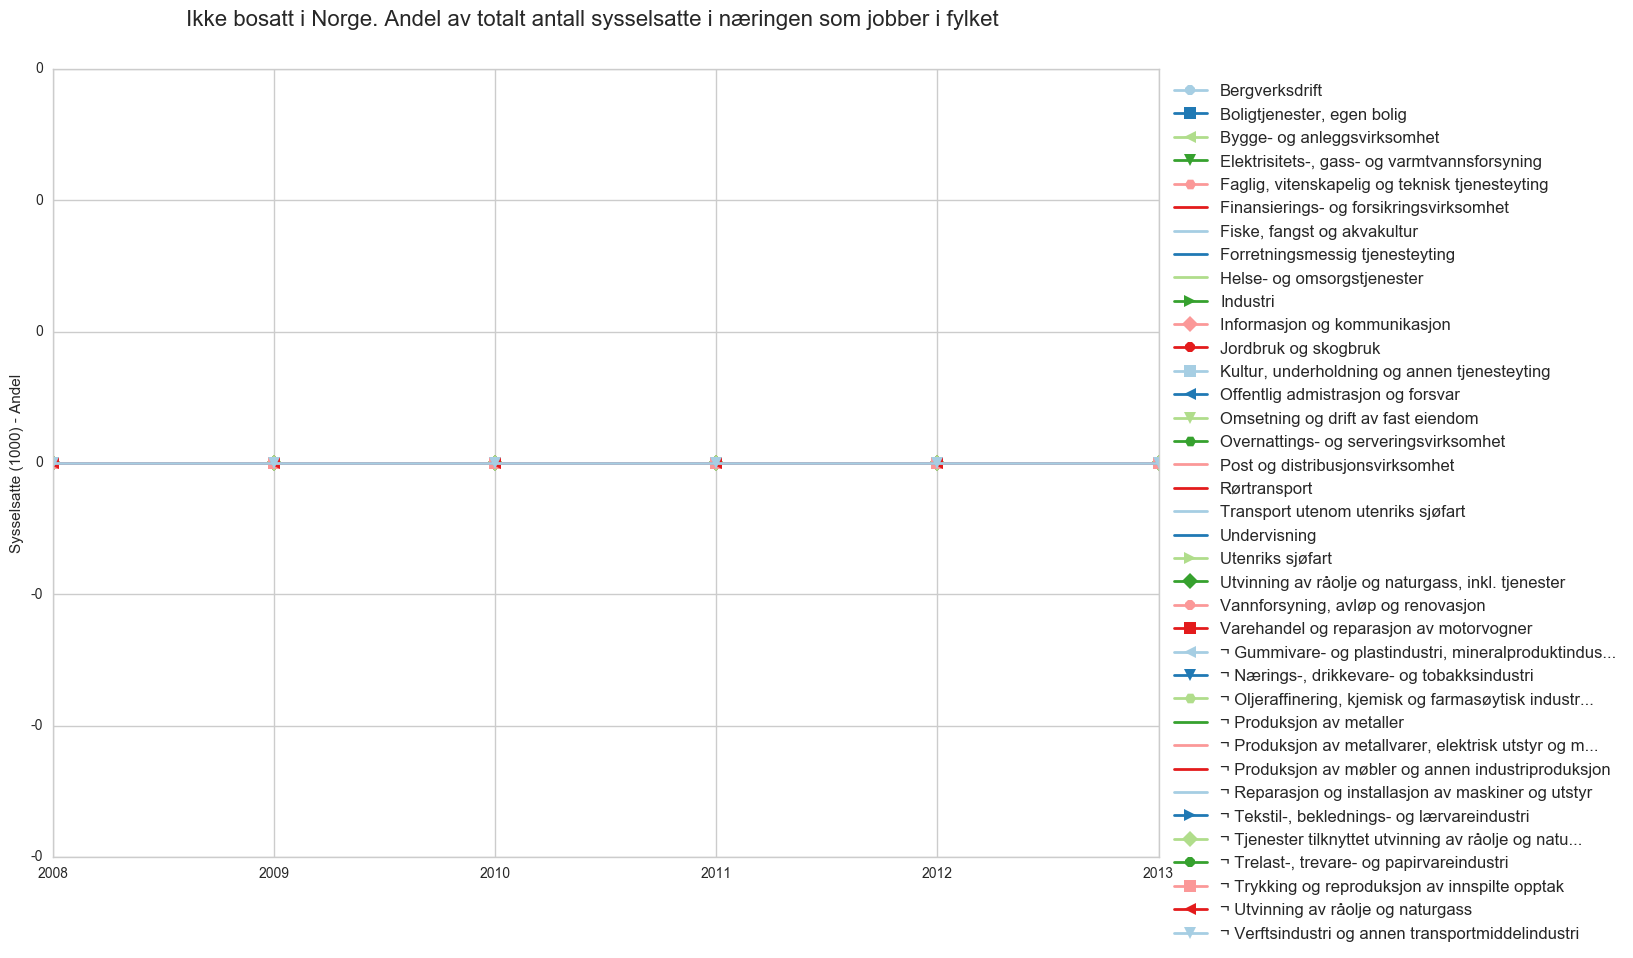 Ikke bosatt i Norge. Andel av totalt antall sysselsatte i næringen som jobber i fylket
Sysselsatte (1000) - Andel
0
0
0
0
-0
-0
-0
2008
2009
2010
2011
2012
2013
Bergverksdrift
Boligtjenester, egen bolig
Bygge- og anleggsvirksomhet
Elektrisitets-, gass- og varmtvannsforsyning
Faglig, vitenskapelig og teknisk tjenesteyting
Finansierings- og forsikringsvirksomhet
Fiske, fangst og akvakultur
Forretningsmessig tjenesteyting
Helse- og omsorgstjenester
Industri
Informasjon og kommunikasjon
Jordbruk og skogbruk
Kultur, underholdning og annen tjenesteyting
Offentlig admistrasjon og forsvar
Omsetning og drift av fast eiendom
Overnattings- og serveringsvirksomhet
Post og distribusjonsvirksomhet
Rørtransport
Transport utenom utenriks sjøfart
Undervisning
Utenriks sjøfart
Utvinning av råolje og naturgass, inkl. tjenester
Vannforsyning, avløp og renovasjon
Varehandel og reparasjon av motorvogner
¬ Gummivare- og plastindustri, mineralproduktindus...
¬ Nærings-, drikkevare- og tobakksindustri
¬ Oljeraffinering, kjemisk og farmasøytisk industr...
¬ Produksjon av metaller
¬ Produksjon av metallvarer, elektrisk utstyr og m...
¬ Produksjon av møbler og annen industriproduksjon
¬ Reparasjon og installasjon av maskiner og utstyr
¬ Tekstil-, beklednings- og lærvareindustri
¬ Tjenester tilknyttet utvinning av råolje og natu...
¬ Trelast-, trevare- og papirvareindustri
¬ Trykking og reproduksjon av innspilte opptak
¬ Utvinning av råolje og naturgass
¬ Verftsindustri og annen transportmiddelindustri